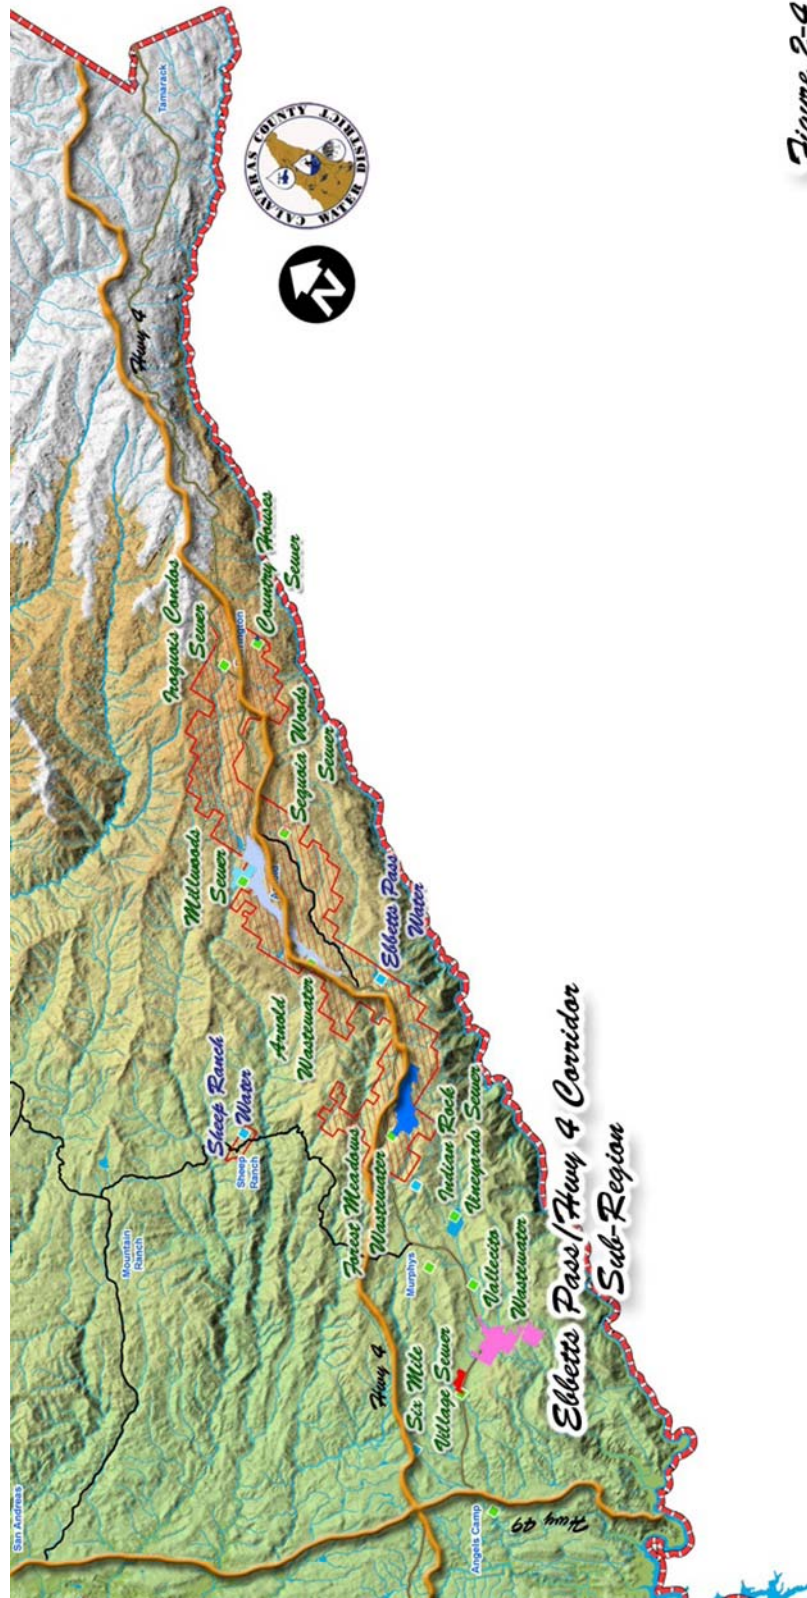 Figure 2-4
Tamarack
CALAVERAS COUNTY
WATER DISTRICT
N
Hwy 4
Iroquois Condos
Sewer
Country Houses
Sewer
Sequoia Woods
Sewer
Millwoods
Sewer
Ebbetts Pass
Water
Arnold
Wastewater
Sheep Ranch
Water
Sheep
Ranch
Mountain
Ranch
Forest Meadows
Wastewater
Indian Rock
Vineyards Sewer
Murphys
Vallecito
Wastewater
Six Mile
Village Sewer
Hwy 4
Ebbetts Pass/Hwy 4 Corridor
Sub-Region
San Andreas
Angels Camp
Hwy 49